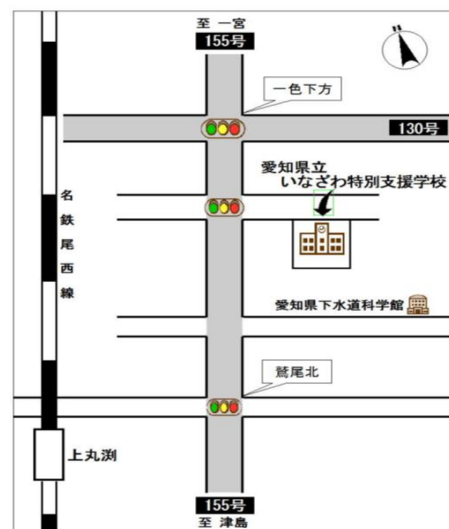 至 一宮
155号
一色下方
130号
愛知県立
いなざわ特別支援学校
名鉄尾西線
愛知県下水道科学館
鷲尾北
上丸渕
155号
至 津島